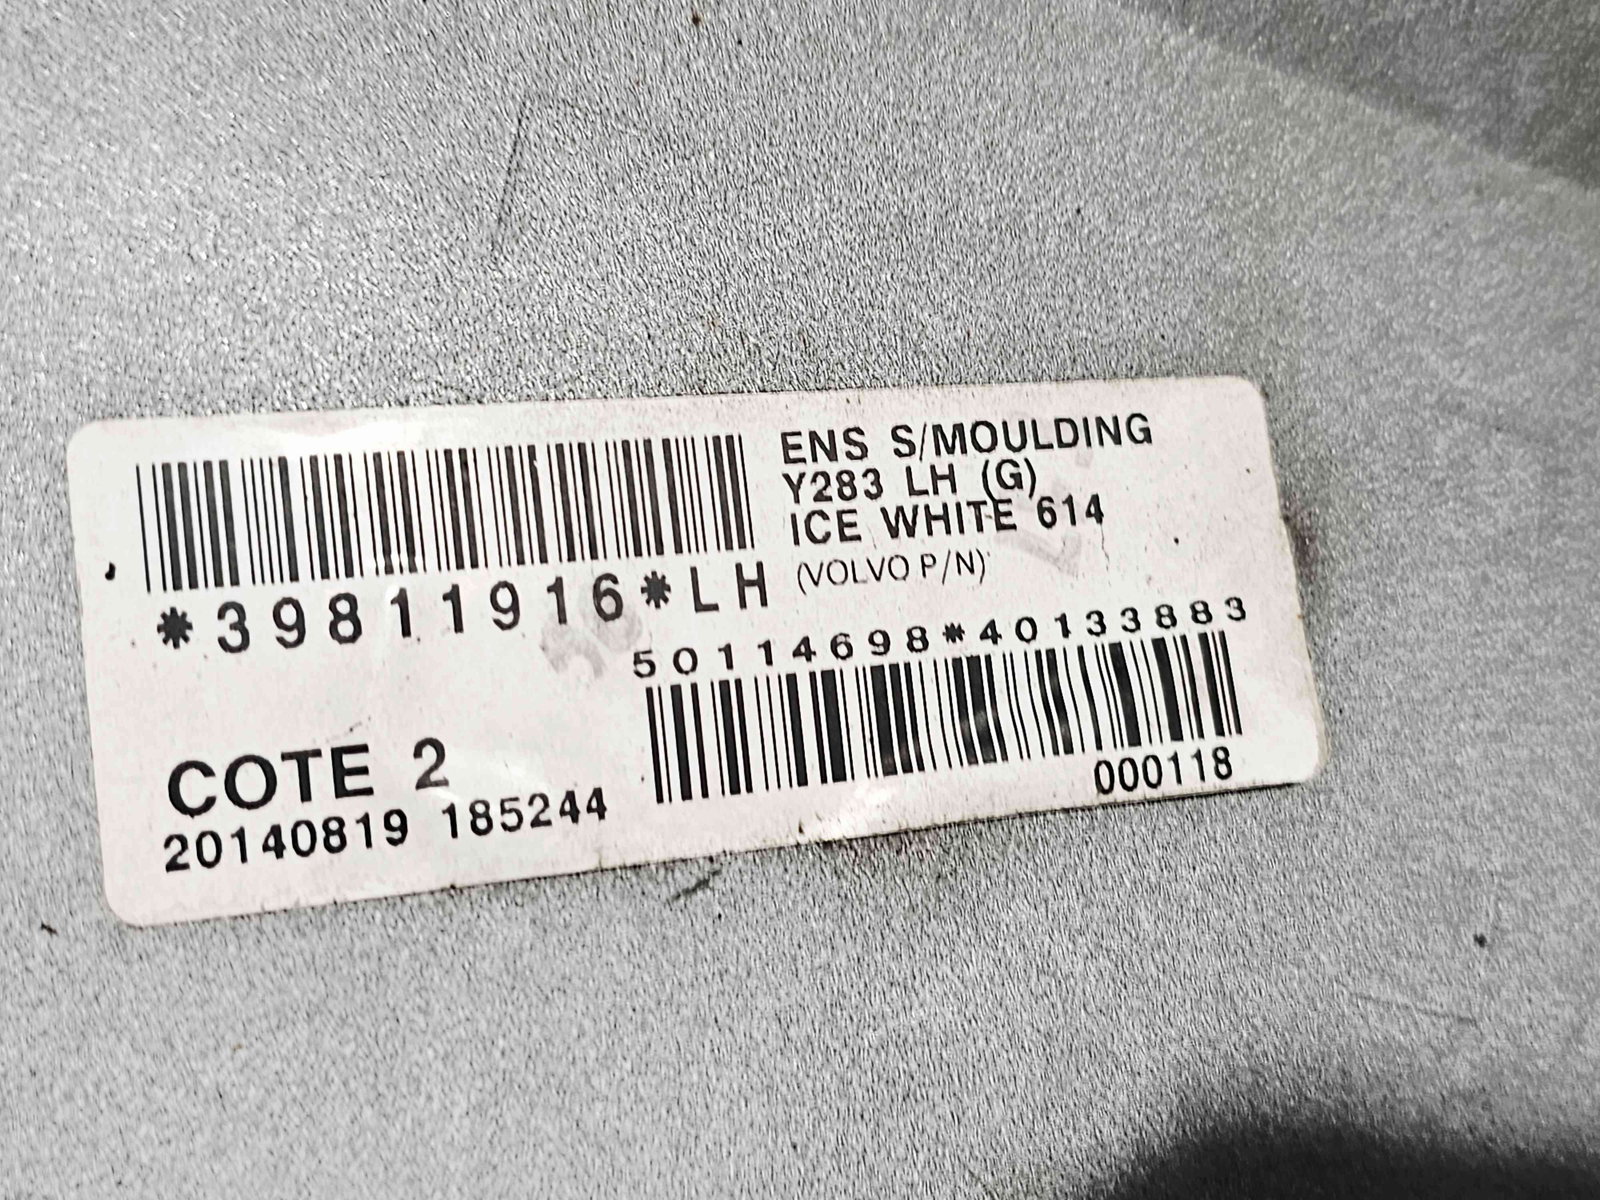 ENS S/MOULDING
Y283 LH (G)
ICE WHITE 614
*39811916*LH (VOLVO P/N)
50114698*40133883
COTE 2
20140819 185244
000118